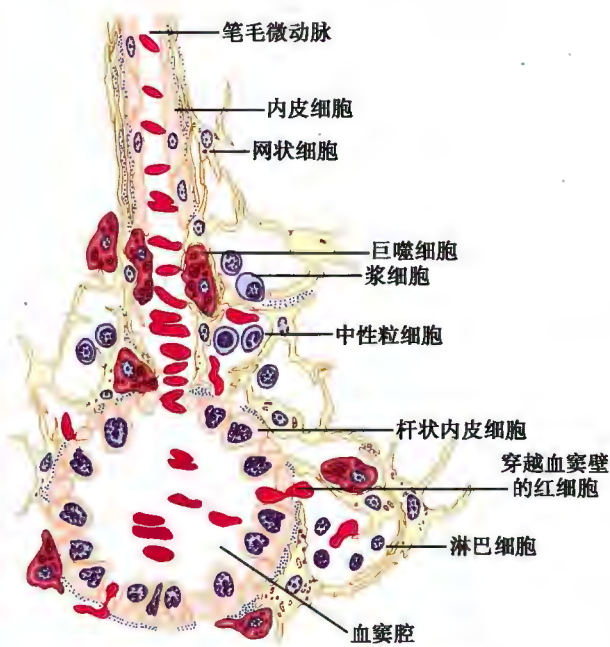 笔毛微动脉
内皮细胞
网状细胞
巨噬细胞
浆细胞
中性粒细胞
杆状内皮细胞
穿越血窦壁
的红细胞
淋巴细胞
血窦腔